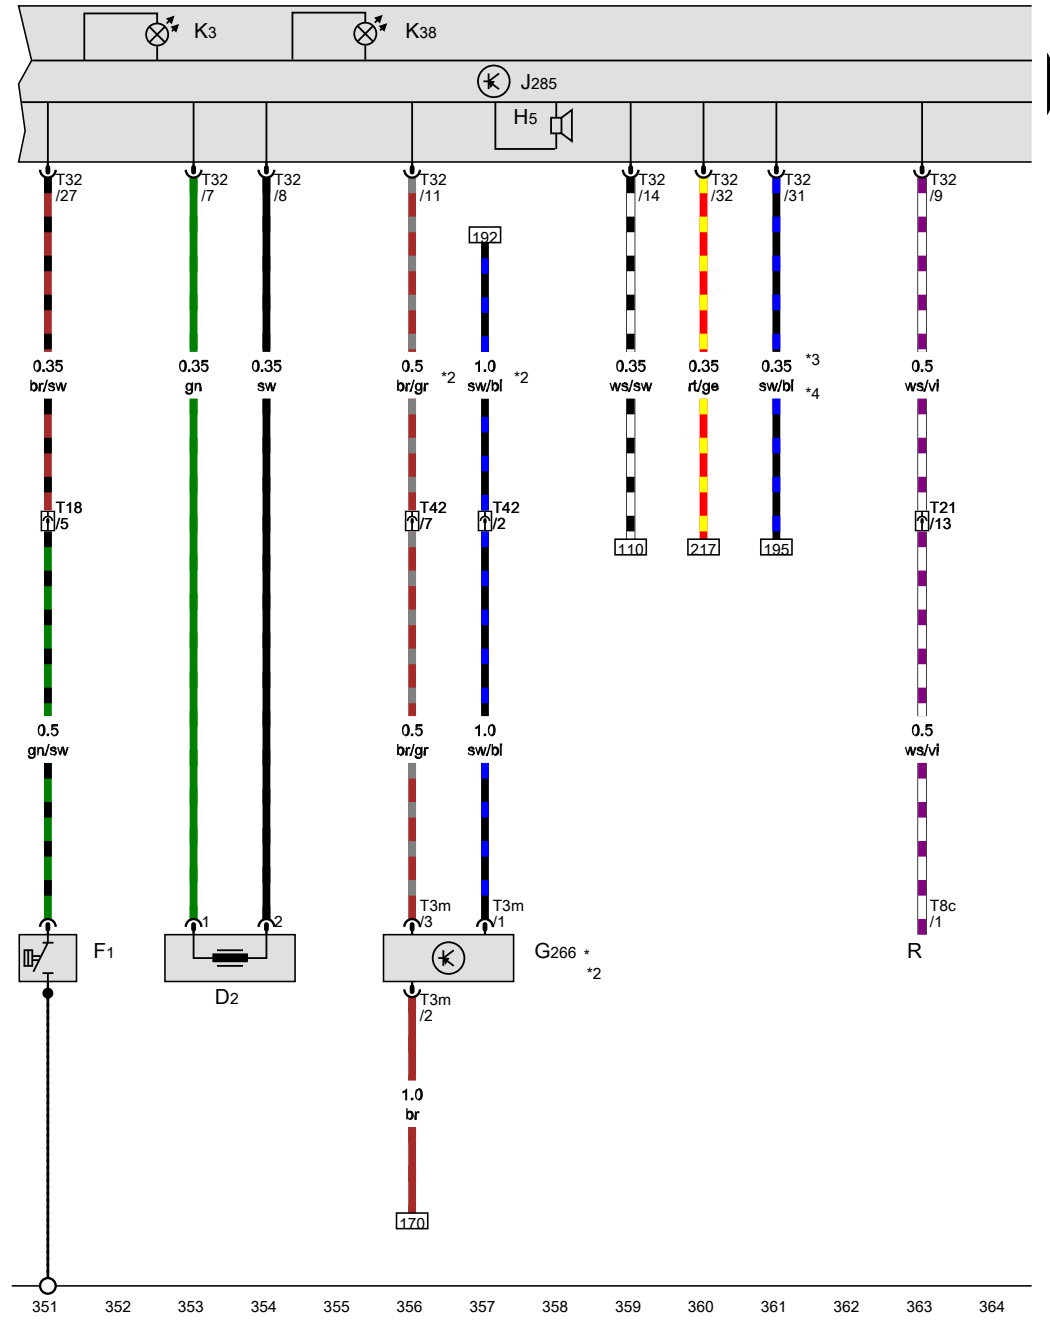 K3
K38
J285
H5
T32
/27
T32
/7
T32
/8
T32
/11
T32
/14
T32
/32
T32
/31
T32
/9
192
0.35
br/sw
0.35
gn
0.35
sw
0.5
br/gr *2
1.0
sw/bl *2
0.35
ws/sw
0.35
rt/ge
0.35 *3
sw/bl *4
0.5
ws/vi
T18
/5
T42
/7
T42
/2
T21
/13
110
217
195
0.5
gn/sw
0.5
br/gr
1.0
sw/bl
0.5
ws/vi
1
2
T3m
/3
T3m
/1
T8c
/1
F1
D2
G266 *
*2
R
T3m
/2
1.0
br
170
351 352 353 354 355 356 357 358 359 360 361 362 363 364